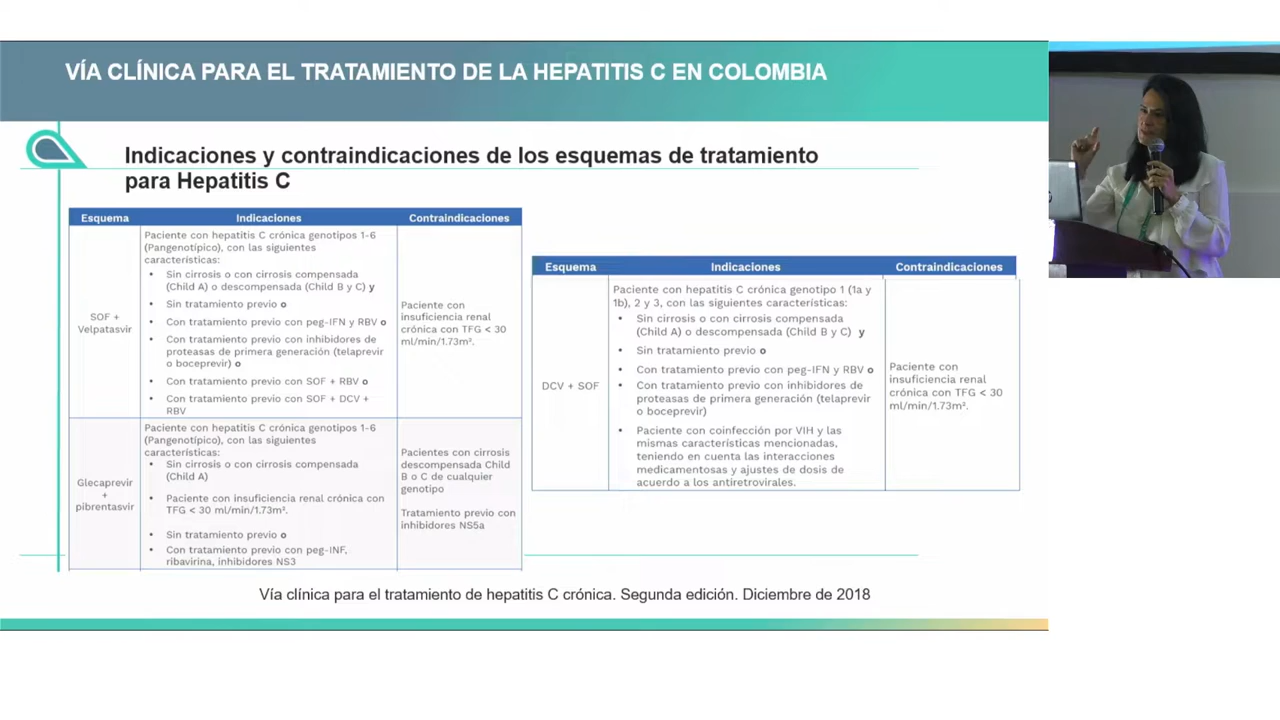 VÍA CLÍNICA PARA EL TRATAMIENTO DE LA HEPATITIS C EN COLOMBIA
Indicaciones y contraindicaciones de los esquemas de tratamiento
para Hepatitis C
Esquema
Indicaciones
Contraindicaciones
SOF +
Velpatasvir
Paciente con hepatitis C crónica genotipos 1-6
(Pangenotípico), con las siguientes
características:
• Sin cirrosis o con cirrosis compensada
(Child A) o descompensada (Child B y C) y
• Sin tratamiento previo o
• Con tratamiento previo con peg-IFN y RBV o
• Con tratamiento previo con inhibidores de
proteasas de primera generación (telaprevir
o boceprevir) o
• Con tratamiento previo con SOF + RBV o
• Con tratamiento previo con SOF + DCV +
RBV
Paciente con
insuficiencia renal
crónica con TFG < 30
ml/min/1.73m².
Glecaprevir
+
pibrentasvir
Paciente con hepatitis C crónica genotipos 1-6
(Pangenotípico), con las siguientes
características:
• Sin cirrosis o con cirrosis compensada
(Child A)
• Paciente con insuficiencia renal crónica con
TFG < 30 ml/min/1.73m².
• Sin tratamiento previo o
• Con tratamiento previo con peg-INF,
ribavirina, inhibidores NS3
Pacientes con cirrosis
descompensada Child
B o C de cualquier
genotipo
Tratamiento previo con
inhibidores NS5a
Esquema
Indicaciones
Contraindicaciones
DCV + SOF
Paciente con hepatitis C crónica genotipo 1 (1a y
1b), 2 y 3, con las siguientes características:
• Sin cirrosis o con cirrosis compensada
(Child A) o descompensada (Child B y C) y
• Sin tratamiento previo o
• Con tratamiento previo con peg-IFN y RBV o
• Con tratamiento previo con inhibidores de
proteasas de primera generación (telaprevir
o boceprevir)
• Paciente con coinfección por VIH y las
mismas características mencionadas,
teniendo en cuenta las interacciones
medicamentosas y ajustes de dosis de
acuerdo a los antiretrovirales.
Paciente con
insuficiencia renal
crónica con TFG < 30
ml/min/1.73m².
Vía clínica para el tratamiento de hepatitis C crónica. Segunda edición. Diciembre de 2018